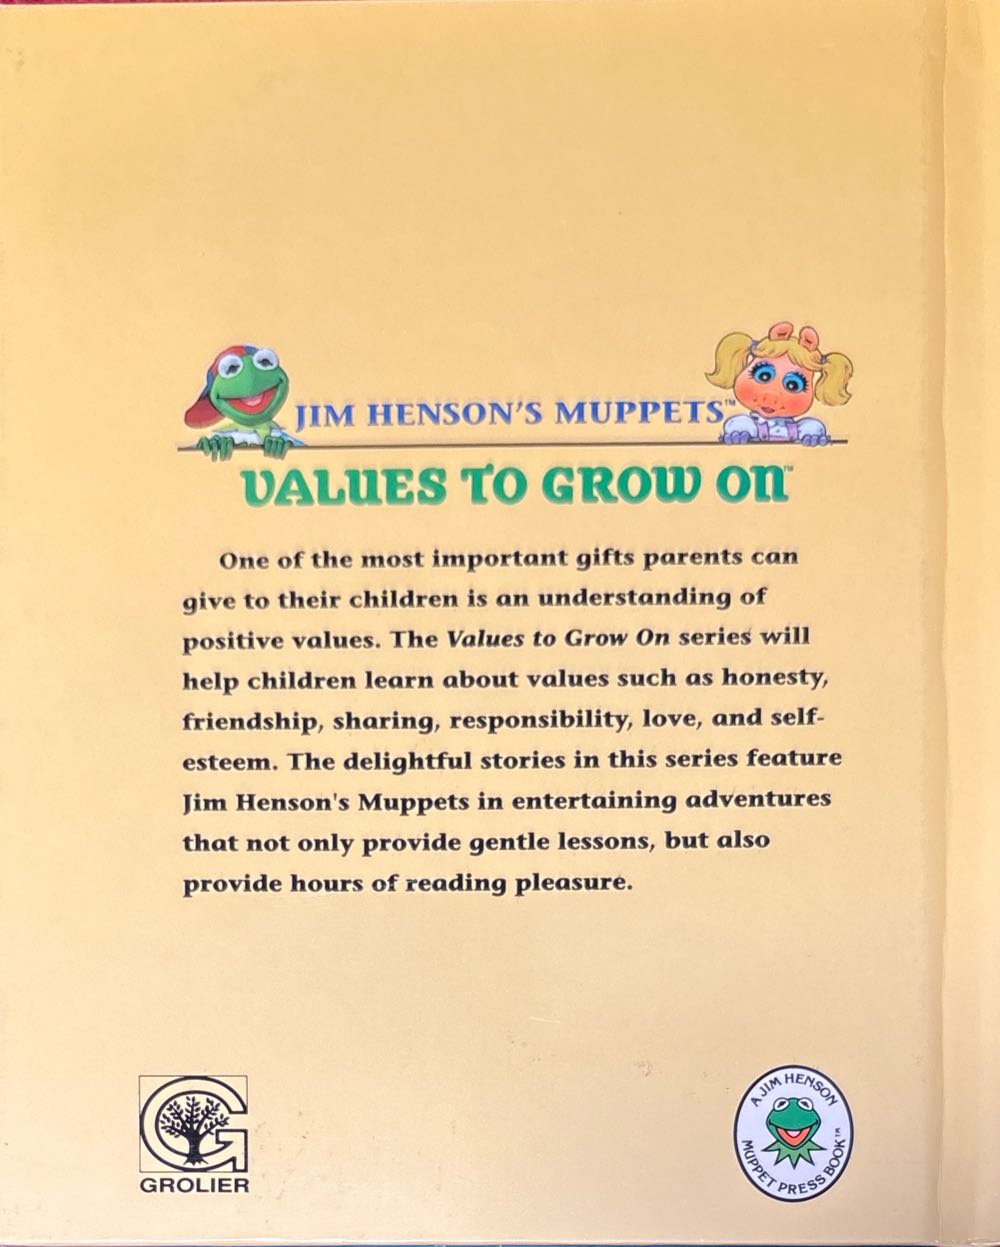 JIM HENSON'S MUPPETS™
VALUES TO GROW ON™
One of the most important gifts parents can
give to their children is an understanding of
positive values. The Values to Grow On series will
help children learn about values such as honesty,
friendship, sharing, responsibility, love, and self-
esteem. The delightful stories in this series feature
Jim Henson's Muppets in entertaining adventures
that not only provide gentle lessons, but also
provide hours of reading pleasure.
G
GROLIER
A JIM HENSON
MUPPET PRESS BOOK™